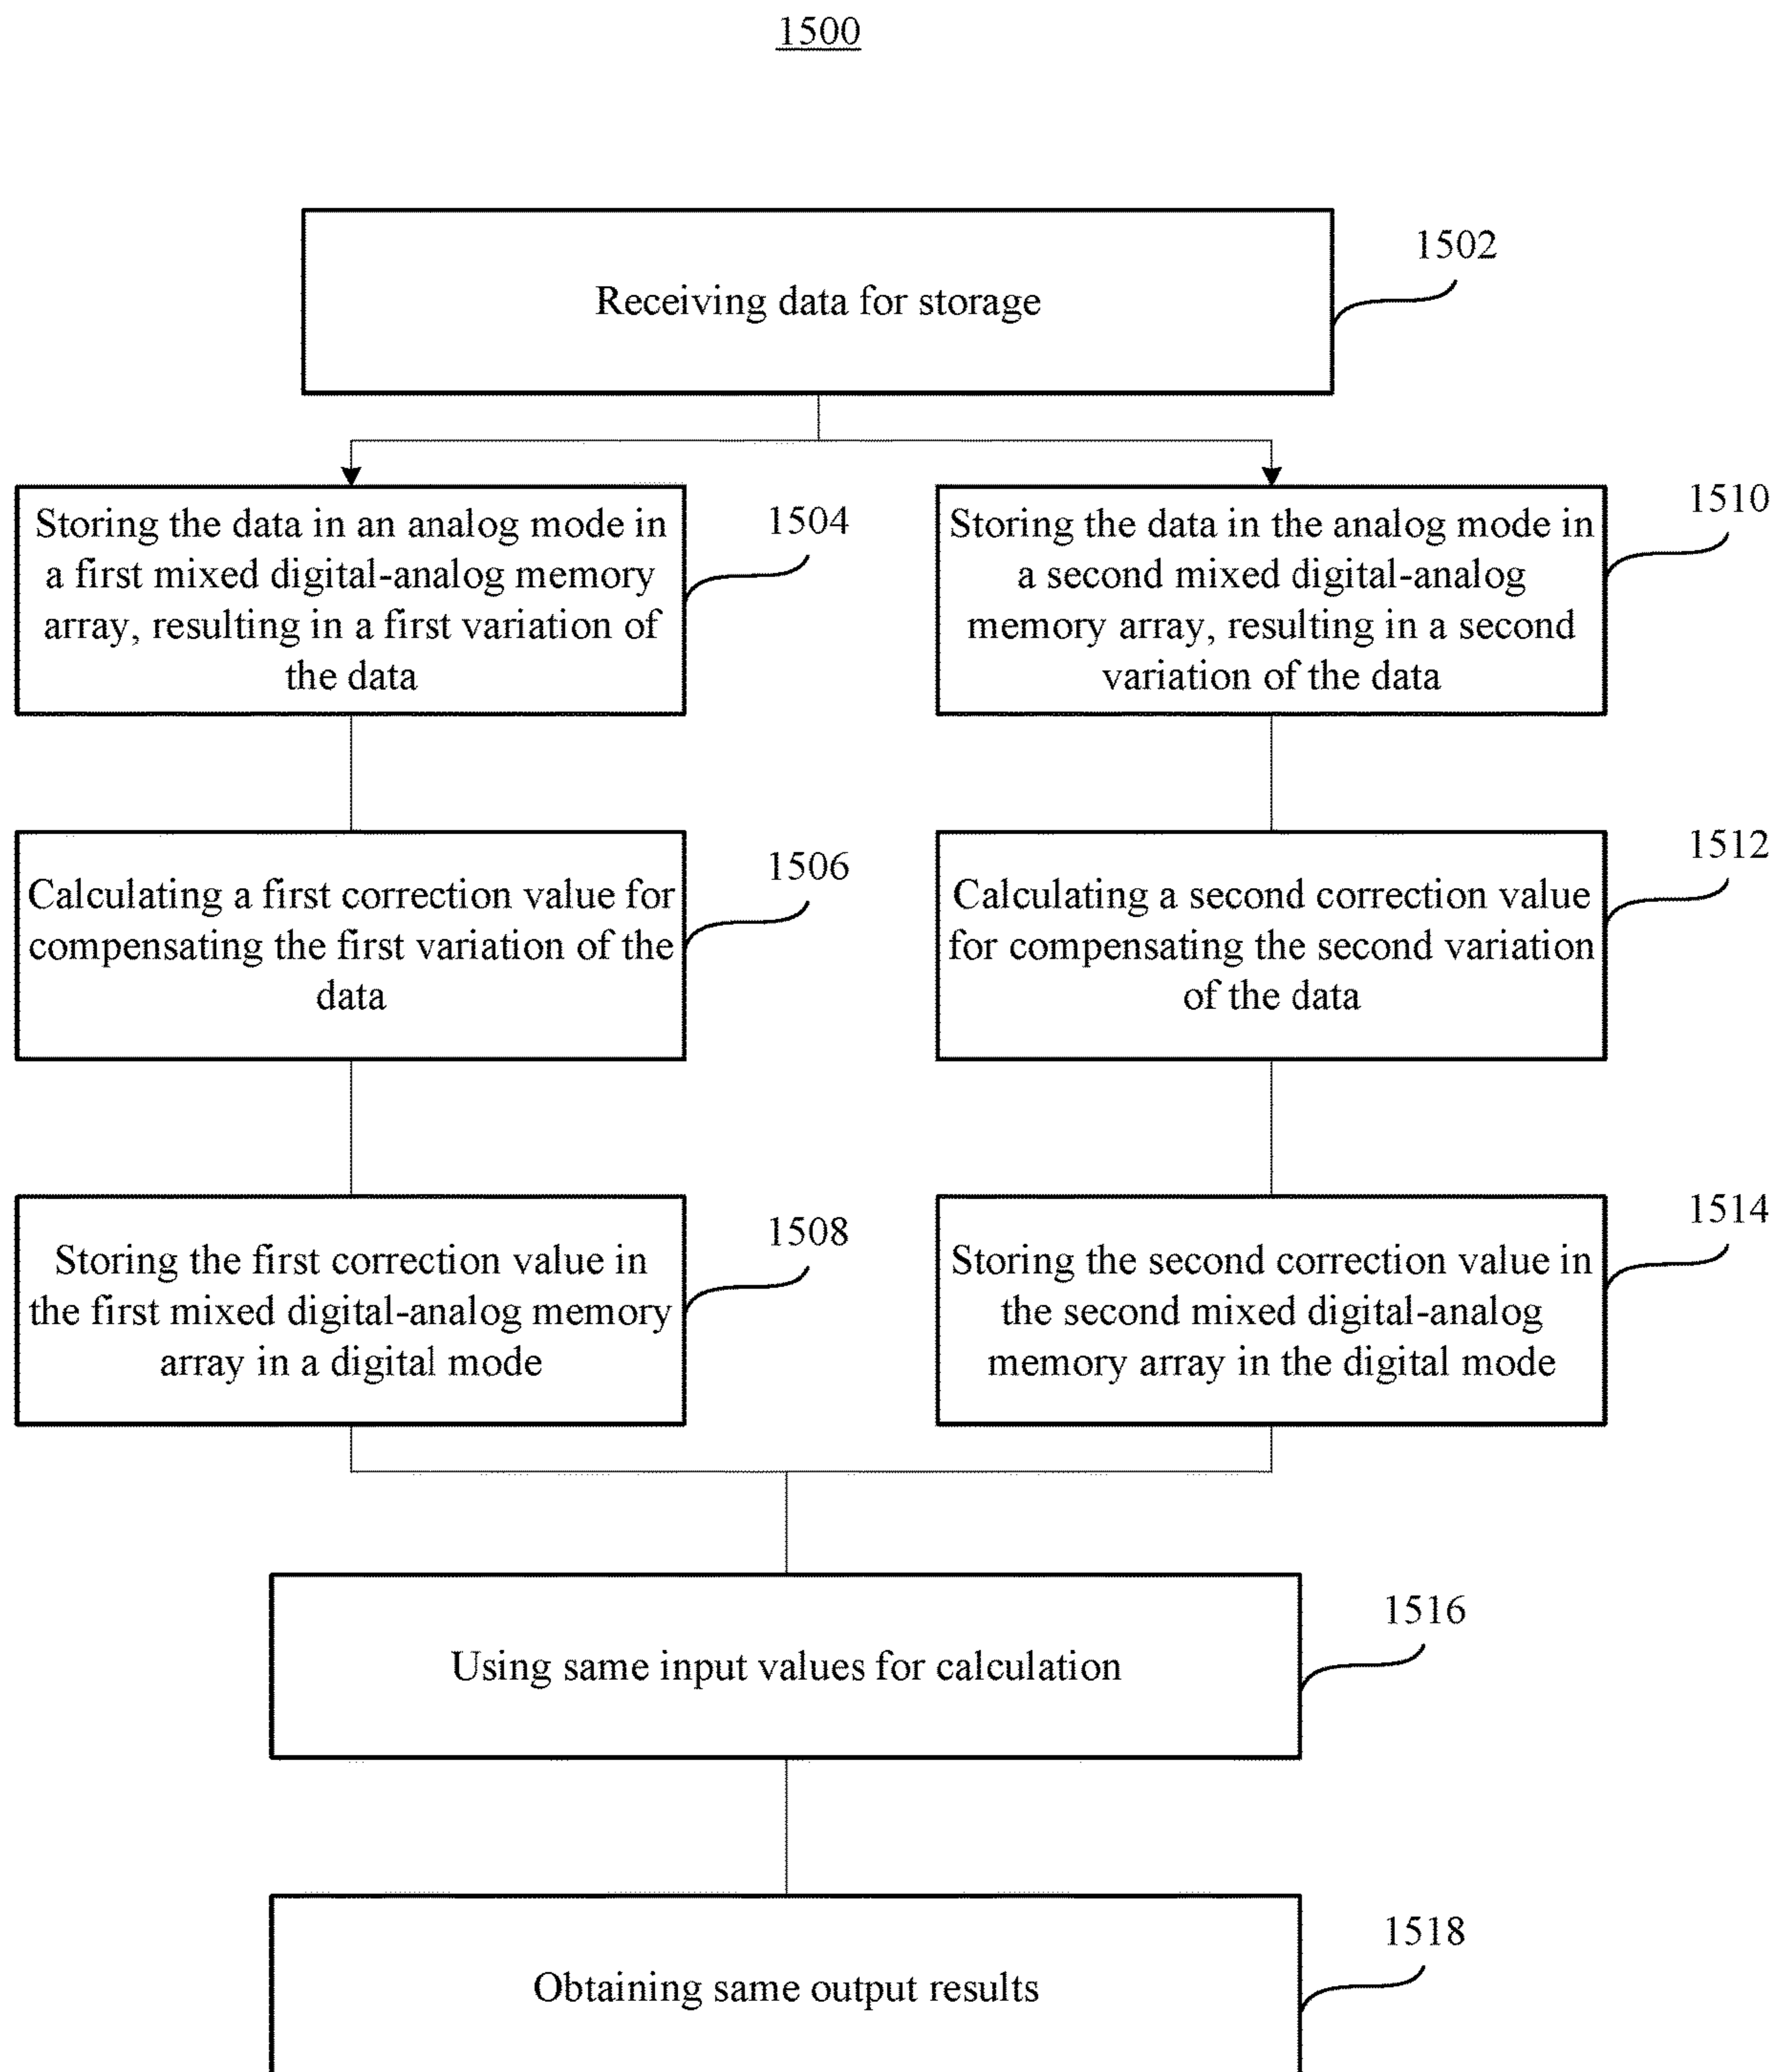 1500
Receiving data for storage
1502
Storing the data in an analog mode in
a first mixed digital-analog memory
array, resulting in a first variation of
the data
1504
Storing the data in the analog mode in
a second mixed digital-analog
memory array, resulting in a second
variation of the data
1510
Calculating a first correction value for
compensating the first variation of the
data
1506
Calculating a second correction value
for compensating the second variation
of the data
1512
Storing the first correction value in
the first mixed digital-analog memory
array in a digital mode
1508
Storing the second correction value in
the second mixed digital-analog
memory array in the digital mode
1514
Using same input values for calculation
1516
Obtaining same output results
1518